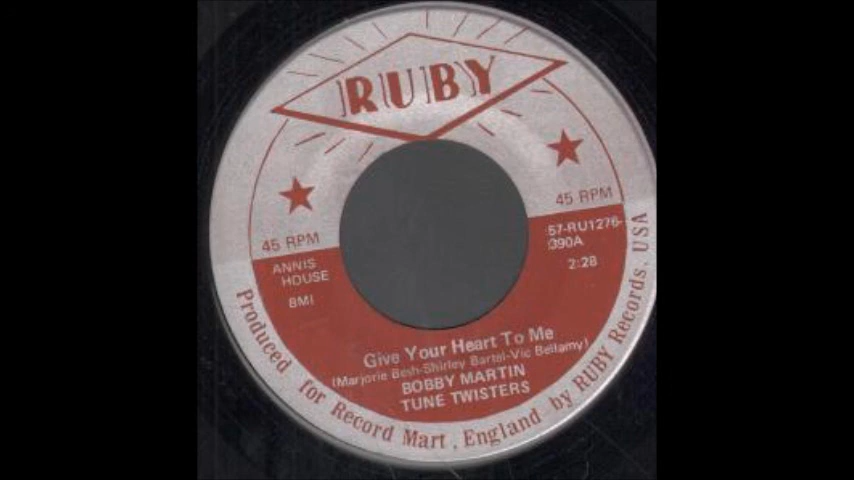 RUBY
45 RPM
45 RPM
ANNIS
HOUSE
BMI
57-RU1276-
390A
2:28
Give Your Heart To Me
(Marjorie Besh-Shirley Bartel-Vic Bellamy)
BOBBY MARTIN
TUNE TWISTERS
Produced for Record Mart, England by RUBY Records, USA